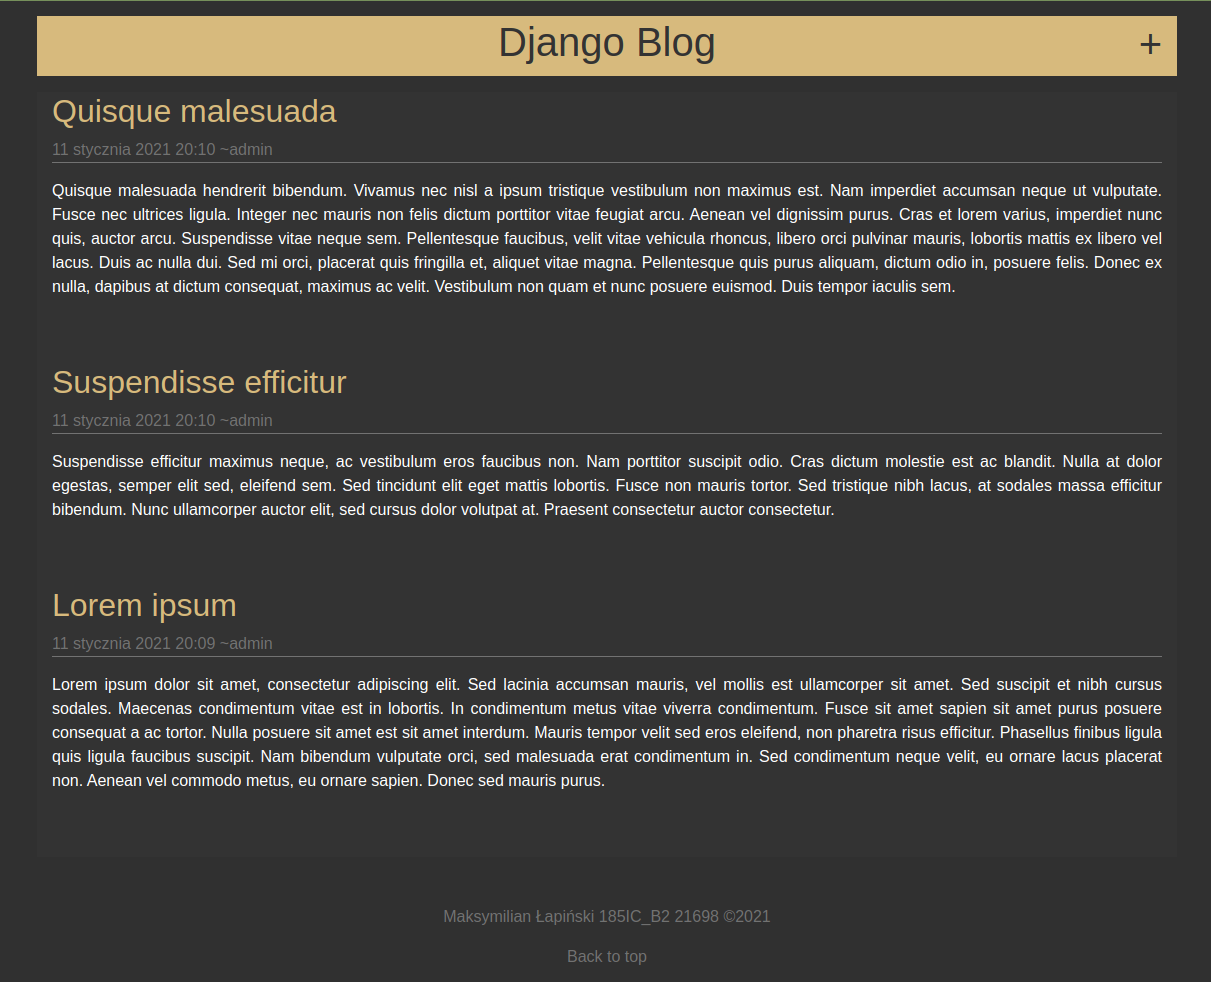 Django Blog +
Quisque malesuada
11 stycznia 2021 20:10 ~admin
Quisque malesuada hendrerit bibendum. Vivamus nec nisl a ipsum tristique vestibulum non maximus est. Nam imperdiet accumsan neque ut vulputate.
Fusce nec ultrices ligula. Integer nec mauris non felis dictum porttitor vitae feugiat arcu. Aenean vel dignissim purus. Cras et lorem varius, imperdiet nunc
quis, auctor arcu. Suspendisse vitae neque sem. Pellentesque faucibus, velit vitae vehicula rhoncus, libero orci pulvinar mauris, lobortis mattis ex libero vel
lacus. Duis ac nulla dui. Sed mi orci, placerat quis fringilla et, aliquet vitae magna. Pellentesque quis purus aliquam, dictum odio in, posuere felis. Donec ex
nulla, dapibus at dictum consequat, maximus ac velit. Vestibulum non quam et nunc posuere euismod. Duis tempor iaculis sem.
Suspendisse efficitur
11 stycznia 2021 20:10 ~admin
Suspendisse efficitur maximus neque, ac vestibulum eros faucibus non. Nam porttitor suscipit odio. Cras dictum molestie est ac blandit. Nulla at dolor
egestas, semper elit sed, eleifend sem. Sed tincidunt elit eget mattis lobortis. Fusce non mauris tortor. Sed tristique nibh lacus, at sodales massa efficitur
bibendum. Nunc ullamcorper auctor elit, sed cursus dolor volutpat at. Praesent consectetur auctor consectetur.
Lorem ipsum
11 stycznia 2021 20:09 ~admin
Lorem ipsum dolor sit amet, consectetur adipiscing elit. Sed lacinia accumsan mauris, vel mollis est ullamcorper sit amet. Sed suscipit et nibh cursus
sodales. Maecenas condimentum vitae est in lobortis. In condimentum metus vitae viverra condimentum. Fusce sit amet sapien sit amet purus posuere
consequat a ac tortor. Nulla posuere sit amet est sit amet interdum. Mauris tempor velit sed eros eleifend, non pharetra risus efficitur. Phasellus finibus ligula
quis ligula faucibus suscipit. Nam bibendum vulputate orci, sed malesuada erat condimentum in. Sed condimentum neque velit, eu ornare lacus placerat
non. Aenean vel commodo metus, eu ornare sapien. Donec sed mauris purus.
Maksymilian Łapiński 185IC_B2 21698 ©2021
Back to top